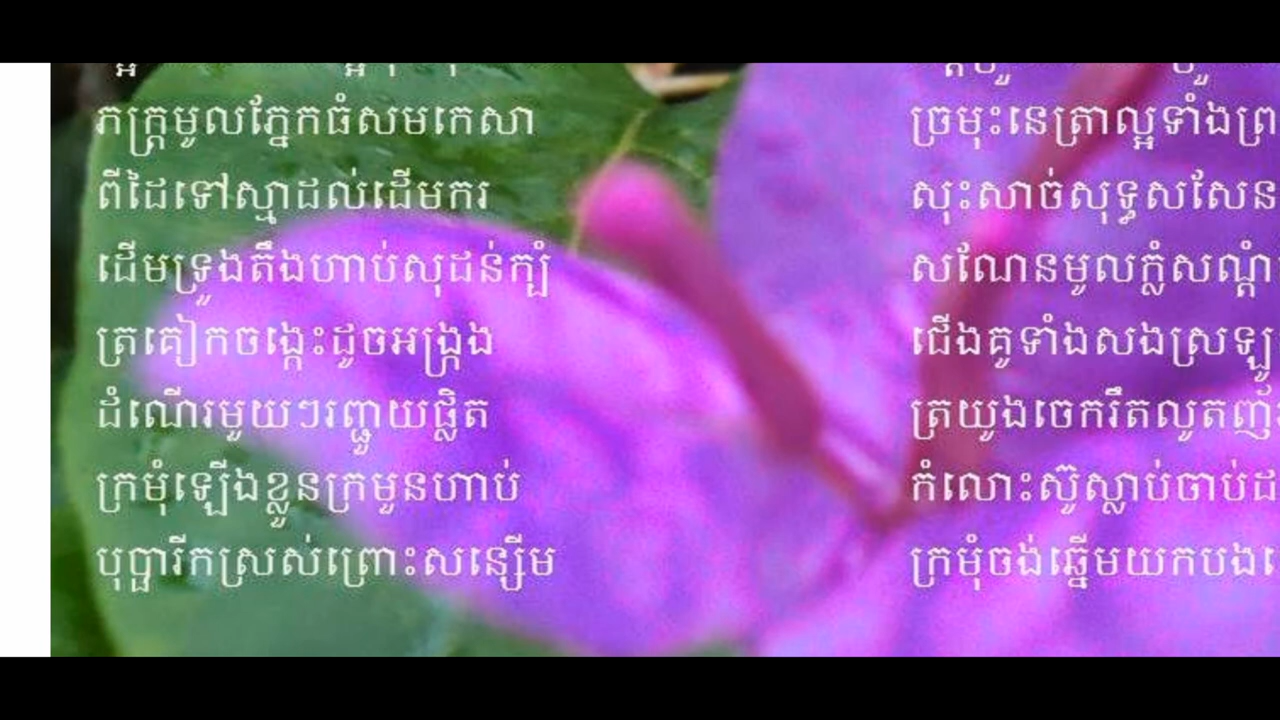 ភក្ត្រមូលភ្នែកធំសមកេសា
ពីដៃទៅស្មាដល់ដើមករ
ដើមទ្រូងតឹងហាប់សុដន់ក្បំ
ត្រគៀកចង្កេះដូចអង្ក្រង
ដំណើរមួយៗរញ្ជួយផ្លិត
ក្រមុំឡើងខ្លួនក្រមួនហាប់
បុប្ផារីកស្រស់ព្រោះសន្សើម
ច្រមុះនេត្រាល្អទាំងព្រ
សុះសាច់សុទ្ធសសែន
សណែនមូលក្លំសណ្ដំ
ជើងគូទាំងសងស្រឡូ
ត្រយូងចេករឹតលូត
កំលោះស៊ូស្លាប់ចាប់ដ
ក្រមុំចង់ឆ្នើមយកបង